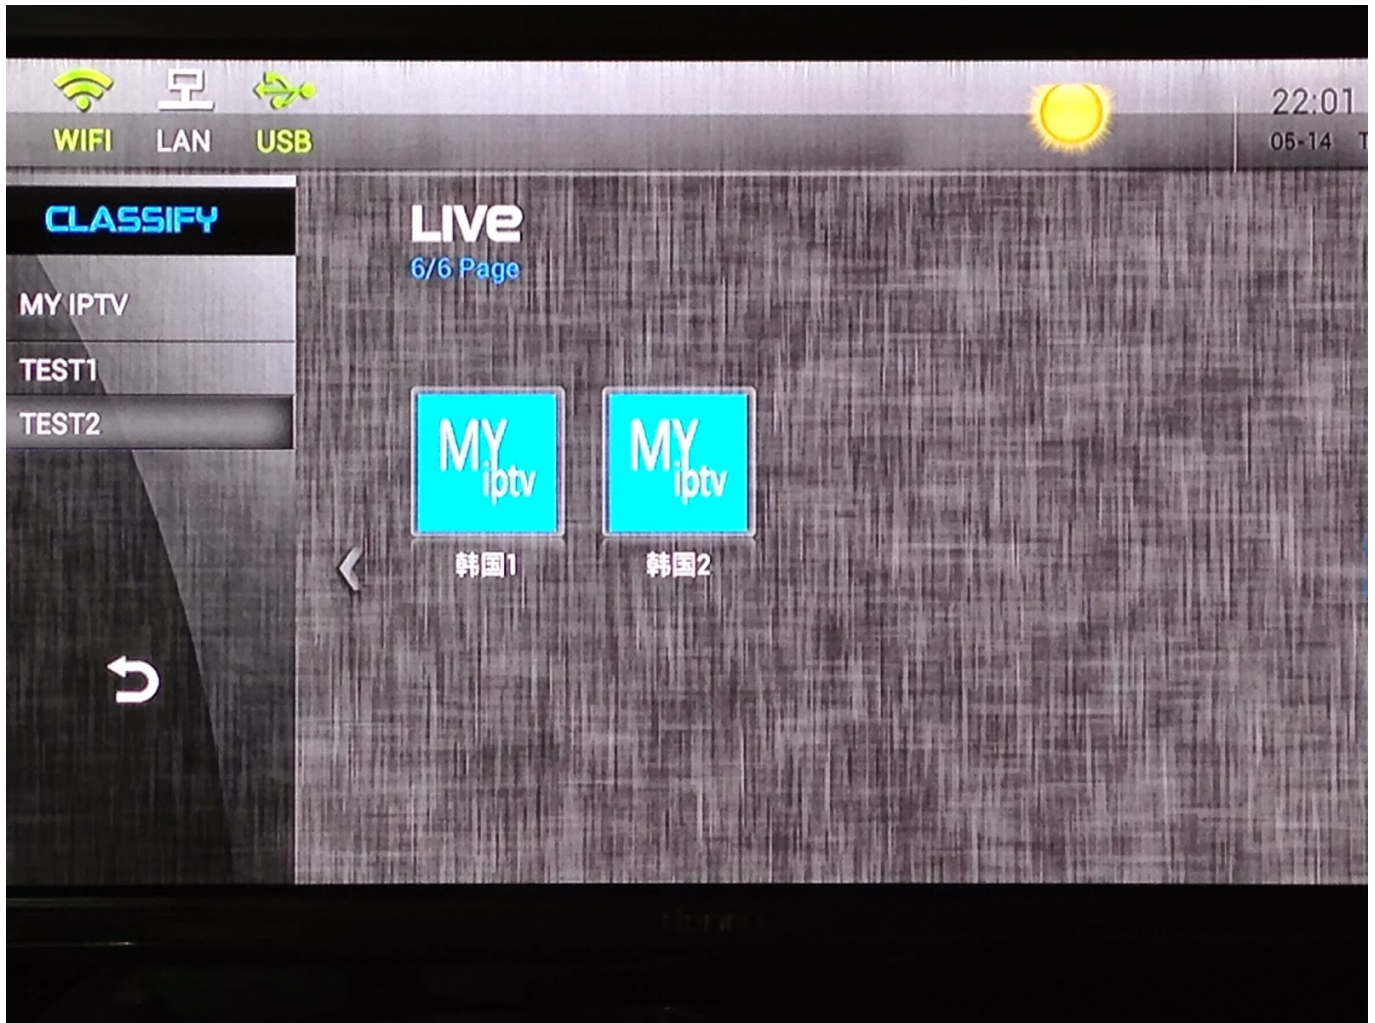 WIFI LAN USB
22:01
05-14 T
CLASSIFY
MY IPTV
TEST1
TEST2
LIVe
6/6 Page
MY iptv
MY iptv
韩国1
韩国2